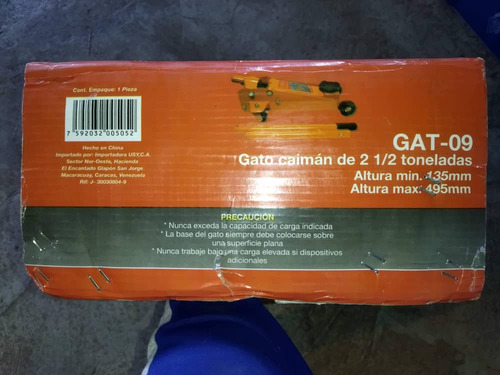 Cont. Empaque: 1 Pieza
7 592032 005052
Hecho en China
Importado por: Importadora USY,C.A.
Sector Nor-Oeste, Hacienda
El Encantado Glapón San Jorge
Macaracuay, Caracas, Venezuela
Rif: J- 30030804-9
GAT-09
Gato caimán de 2 1/2 toneladas
Altura min. 135mm
Altura max. 495mm
PRECAUCIÓN
* Nunca exceda la capacidad de carga indicada
* La base del gato siempre debe colocarse sobre
una superficie plana
* Nunca trabaje bajo una carga elevada si dispositivos
adicionales